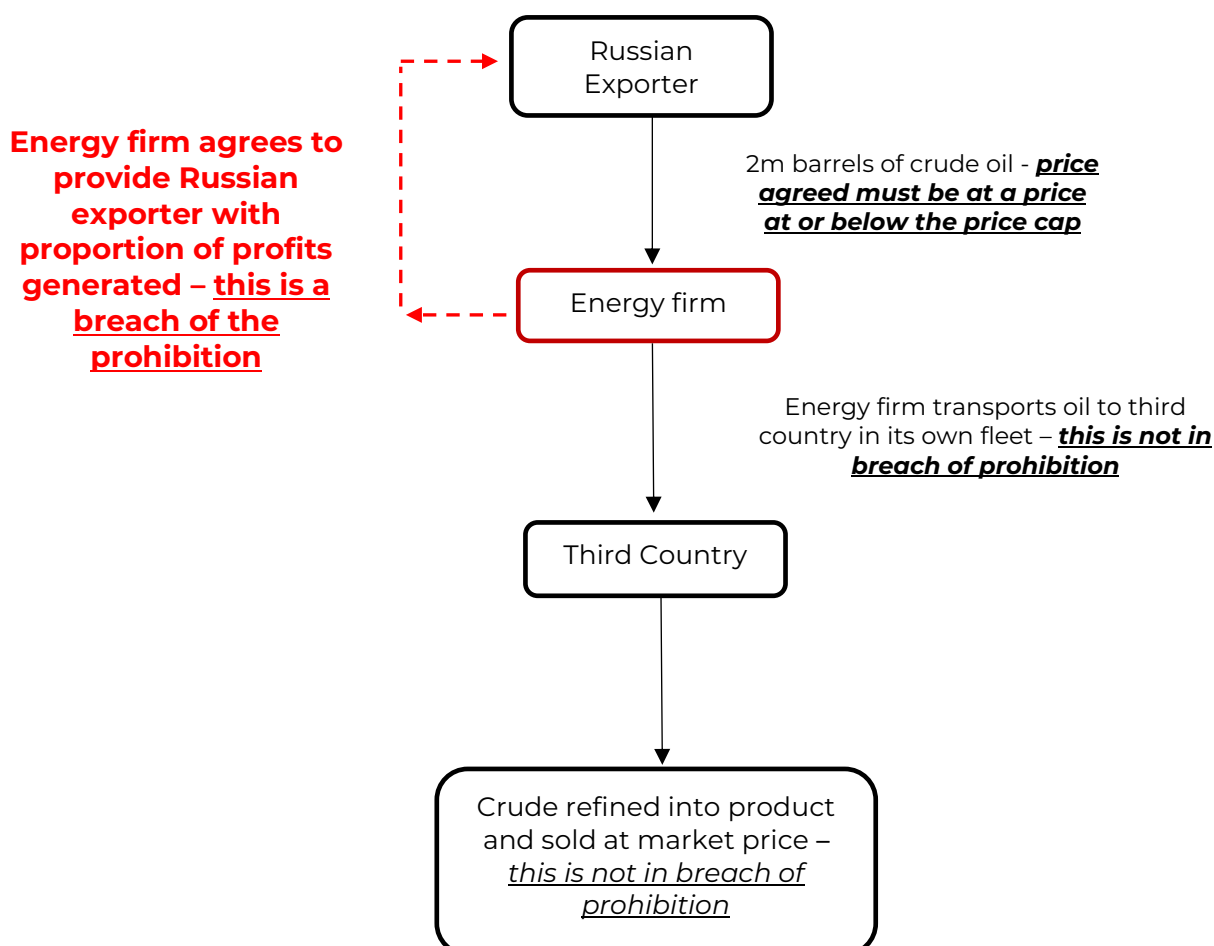 Russian
Exporter
Energy firm agrees to
provide Russian
exporter with
proportion of profits
generated – this is a
breach of the
prohibition
2m barrels of crude oil - price
agreed must be at a price
at or below the price cap
Energy firm
Energy firm transports oil to third
country in its own fleet – this is not in
breach of prohibition
Third Country
Crude refined into product
and sold at market price –
this is not in breach of
prohibition